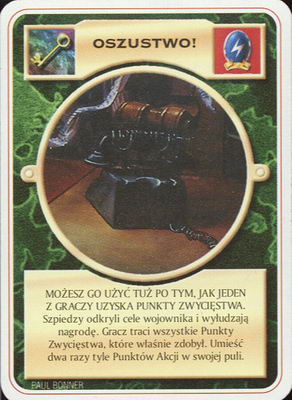 OSZUSTWO!
MOŻESZ GO UŻYĆ TUŻ PO TYM, JAK JEDEN
Z GRACZY UZYSKA PUNKTY ZWYCIĘSTWA.
Szpiedzy odkryli cele wojownika i wyłudzają
nagrodę. Gracz traci wszystkie Punkty
Zwycięstwa, które właśnie zdobył. Umieść
dwa razy tyle Punktów Akcji w swojej puli.
PAUL BONNER